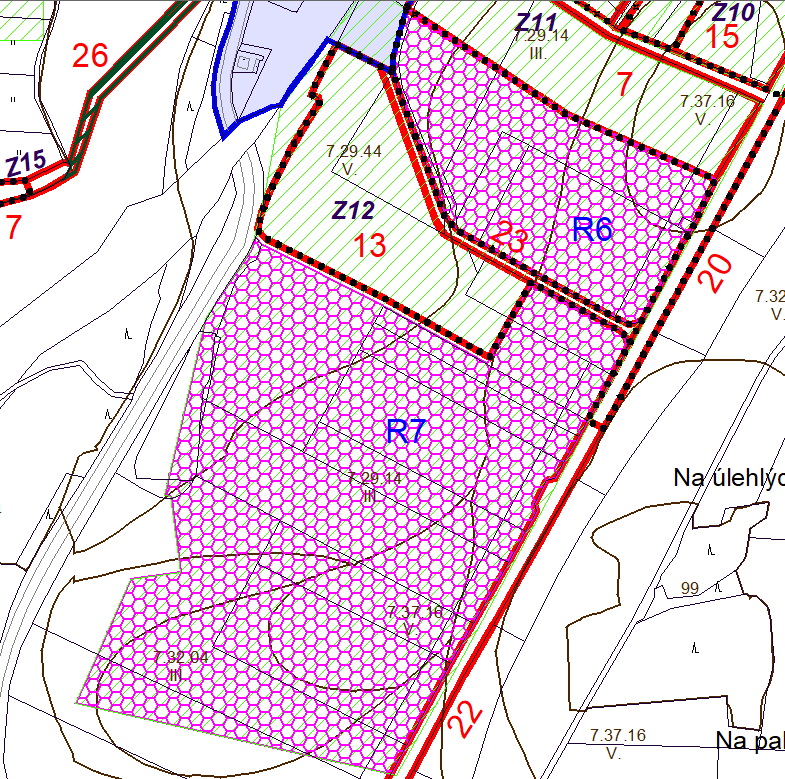 Z11
Z10
7.29.14
III.
15
26
7
7.37.16
V
Z15
7.29.44
V.
Z12
7
13
23
R6
20
7.32
V.
R7
Na úlehlýc
7.29.14
III
99
7.37.16
V.
7.32.04
III
22
7.37.16
V.
Na pal